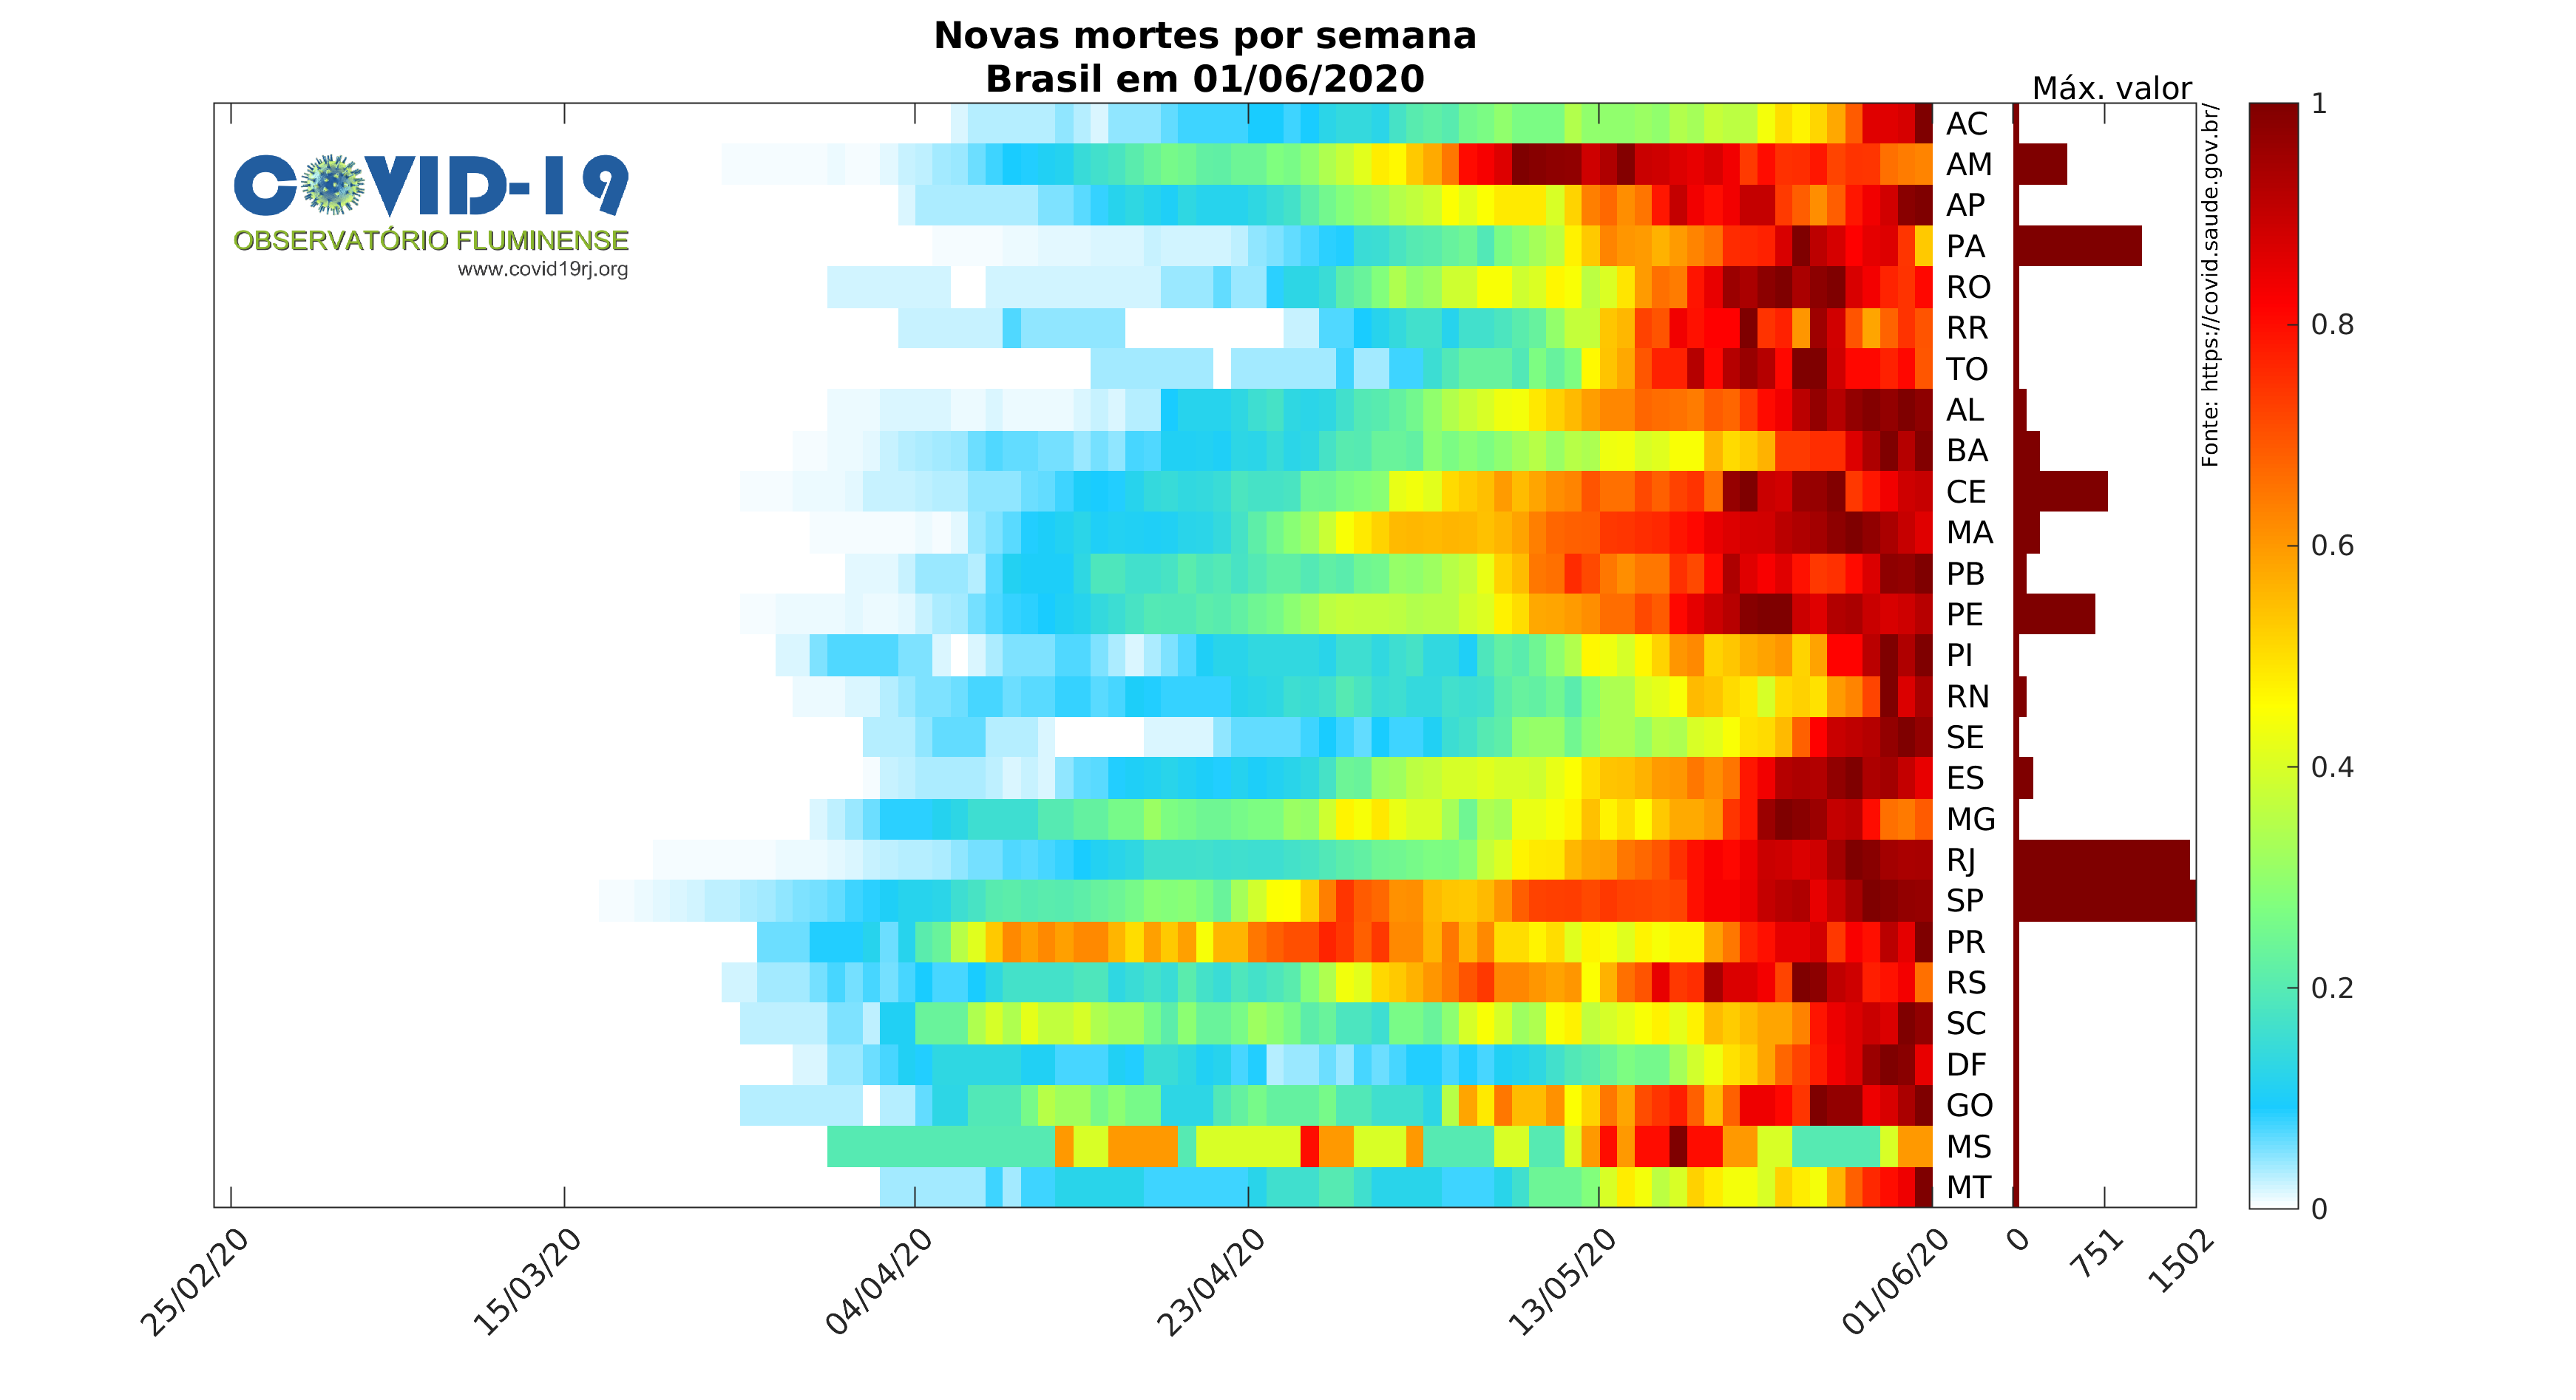 Novas mortes por semana
Brasil em 01/06/2020
Máx. valor
COVID-19
OBSERVATÓRIO FLUMINENSE
www.covid19rj.org
AC
AM
AP
PA
RO
RR
TO
AL
BA
CE
MA
PB
PE
PI
RN
SE
ES
MG
RJ
SP
PR
RS
SC
DF
GO
MS
MT
Fonte: https://covid.saude.gov.br/
1
0.8
0.6
0.4
0.2
0
25/02/20
15/03/20
04/04/20
23/04/20
13/05/20
01/06/20
0
751
1502